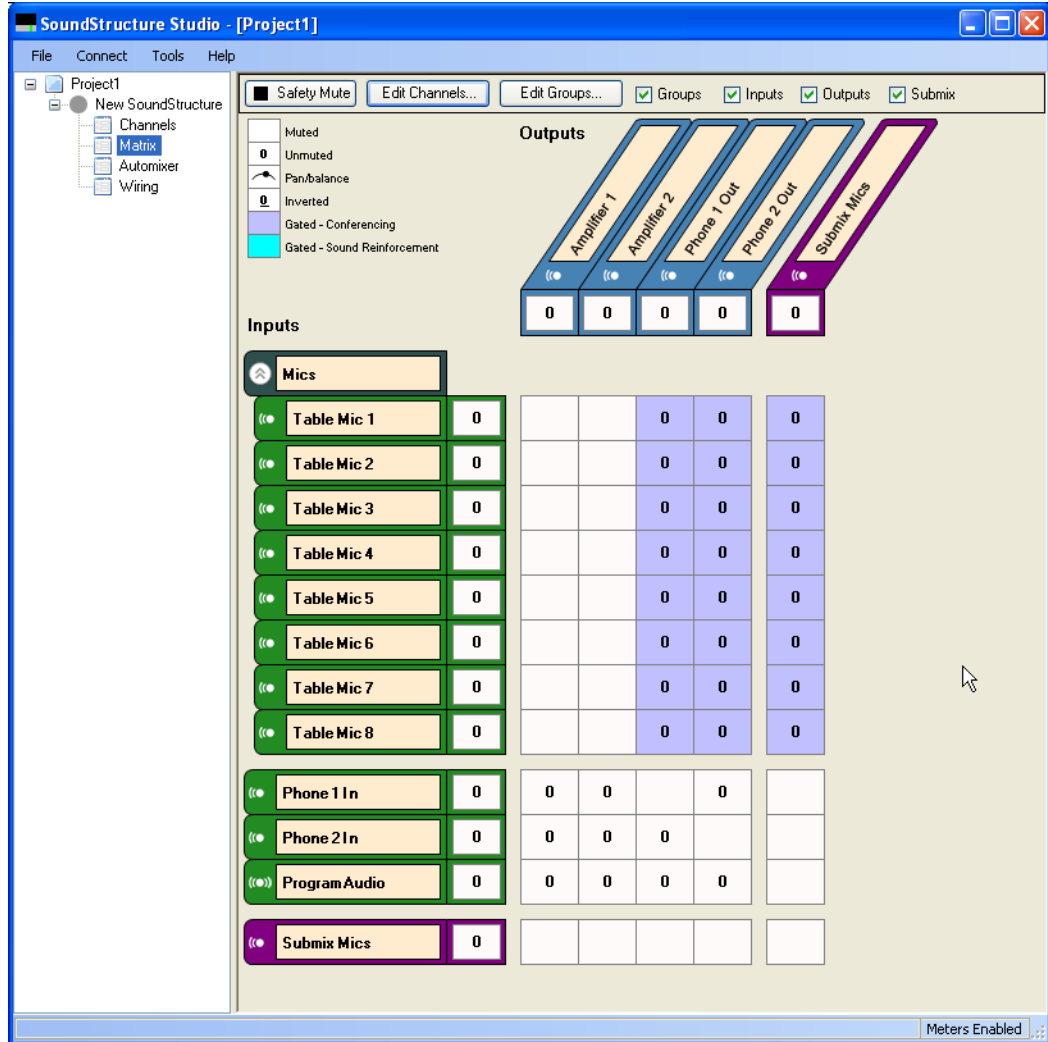 SoundStructure Studio - [Project1]
File Connect Tools Help
Project1
New SoundStructure
Channels
Matrix
Automixer
Wiring
Safety Mute Edit Channels... Edit Groups... Groups Inputs Outputs Submix
Muted
0 Unmuted
Pan/balance
0 Inverted
Gated - Conferencing
Gated - Sound Reinforcement
Outputs
Amplifier 1
Amplifier 2
Phone 1 Out
Phone 2 Out
Submix Mics
0 0 0 0 0
Inputs
Mics
Table Mic 1 0 0 0 0
Table Mic 2 0 0 0 0
Table Mic 3 0 0 0 0
Table Mic 4 0 0 0 0
Table Mic 5 0 0 0 0
Table Mic 6 0 0 0 0
Table Mic 7 0 0 0 0
Table Mic 8 0 0 0 0
Phone 1 In 0 0 0 0
Phone 2 In 0 0 0 0
Program Audio 0 0 0 0 0
Submix Mics 0
Meters Enabled